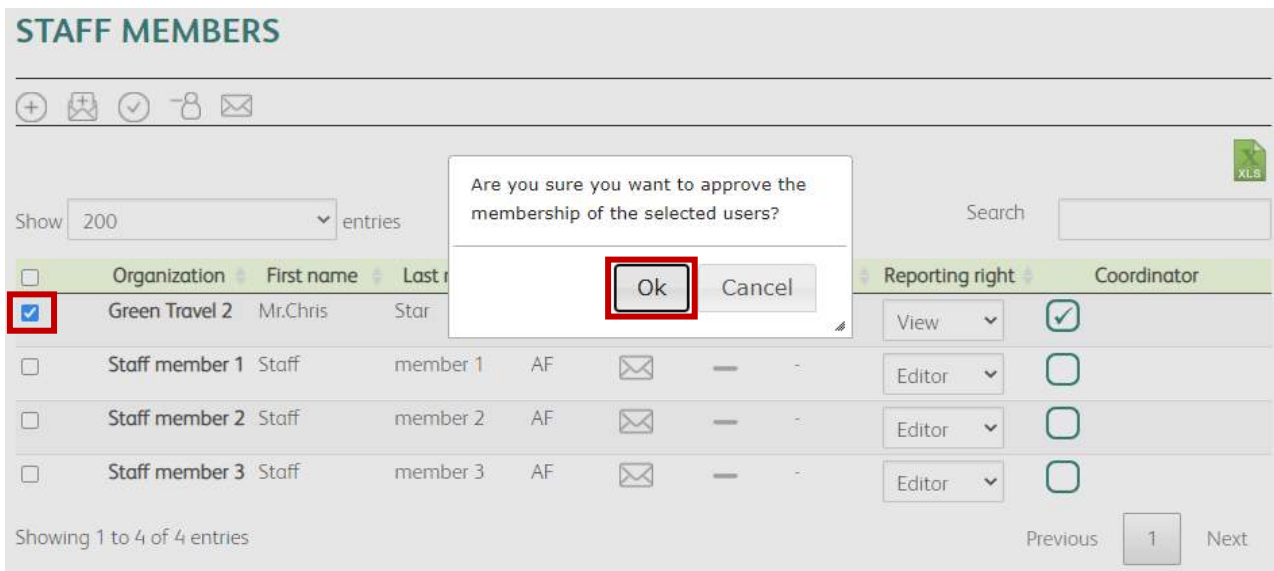 STAFF MEMBERS
X
XLS
Are you sure you want to approve the
membership of the selected users?
Show 200 entries
Search
Ok Cancel
Organization First name Last r Reporting right Coordinator
Green Travel 2 Mr.Chris Star View
Staff member 1 Staff member 1 AF - Editor
Staff member 2 Staff member 2 AF - Editor
Staff member 3 Staff member 3 AF - Editor
Showing 1 to 4 of 4 entries Previous 1 Next